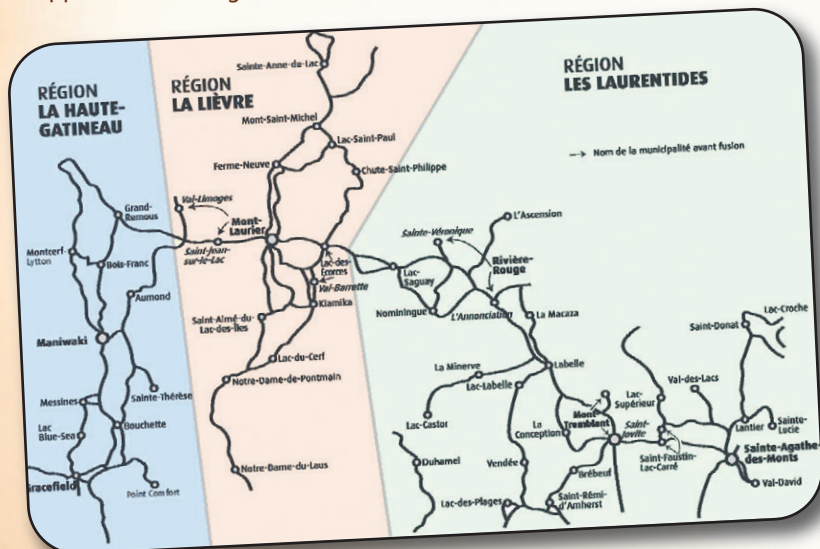 RÉGION
LA HAUTE-
GATINEAU
Grand-
Remous
Montcerf-
Lytton
Bois-Franc
Aumond
Maniwaki
Messines
Sainte-Thérèse
Lac
Blue-Sea
Bouchette
Gracefield
Point Comfort
RÉGION
LA LIÈVRE
Sainte-Anne-du-Lac
Mont-Saint-Michel
Lac-Saint-Paul
Ferme-Neuve
Chute-Saint-Philippe
Val-Limoges
Mont-
Laurier
Saint-Jean-
sur-le-Lac
Lac-des-
Écorces
Val-Barrette
Kiamika
Saint-Aimé-du-
Lac-des-Îles
Lac-du-Cerf
Notre-Dame-de-Pontmain
Notre-Dame-du-Laus
RÉGION
LES LAURENTIDES
Nom de la municipalité avant fusion
L'Ascension
Sainte-Véronique
Rivière-
Rouge
Lac-
Saguay
Nominingue
L'Annonciation
La Macaza
Lac-Croche
Saint-Donat
Labelle
La Minerve
Lac-Labelle
Val-des-Lacs
Lac-
Supérieur
Lac-Castor
Mont-
Tremblant
La
Conception
Saint-
Jovite
Lantier
Sainte-
Lucie
Saint-Faustin-
Lac-Carré
Sainte-Agathe-
des-Monts
Duhamel
Vendée
Brébeuf
Val-David
Lac-des-Plages
Saint-Rémi-
d'Amherst